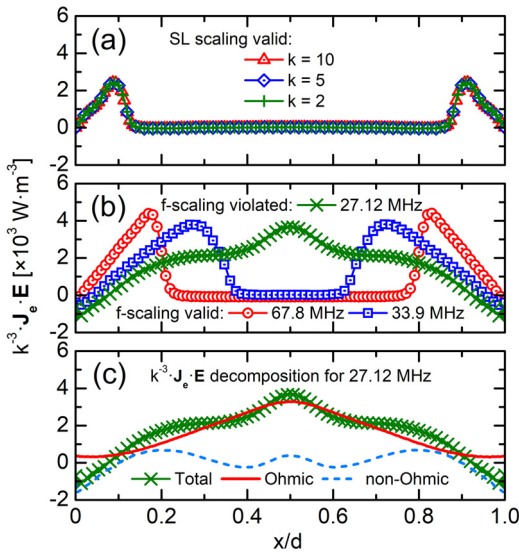 6
4
2
0
-2
(a)
SL scaling valid:
k = 10
k = 5
k = 2
6
4
2
0
-2
(b)
f-scaling violated:
27.12 MHz
f-scaling valid:
67.8 MHz
33.9 MHz
6
4
2
0
-2
(c)
k⁻³·Jₑ·E decomposition for 27.12 MHz
Total
Ohmic
non-Ohmic
0.0
0.2
0.4
0.6
0.8
1.0
x/d
k⁻³·Jₑ·E [×10³ W·m⁻³]